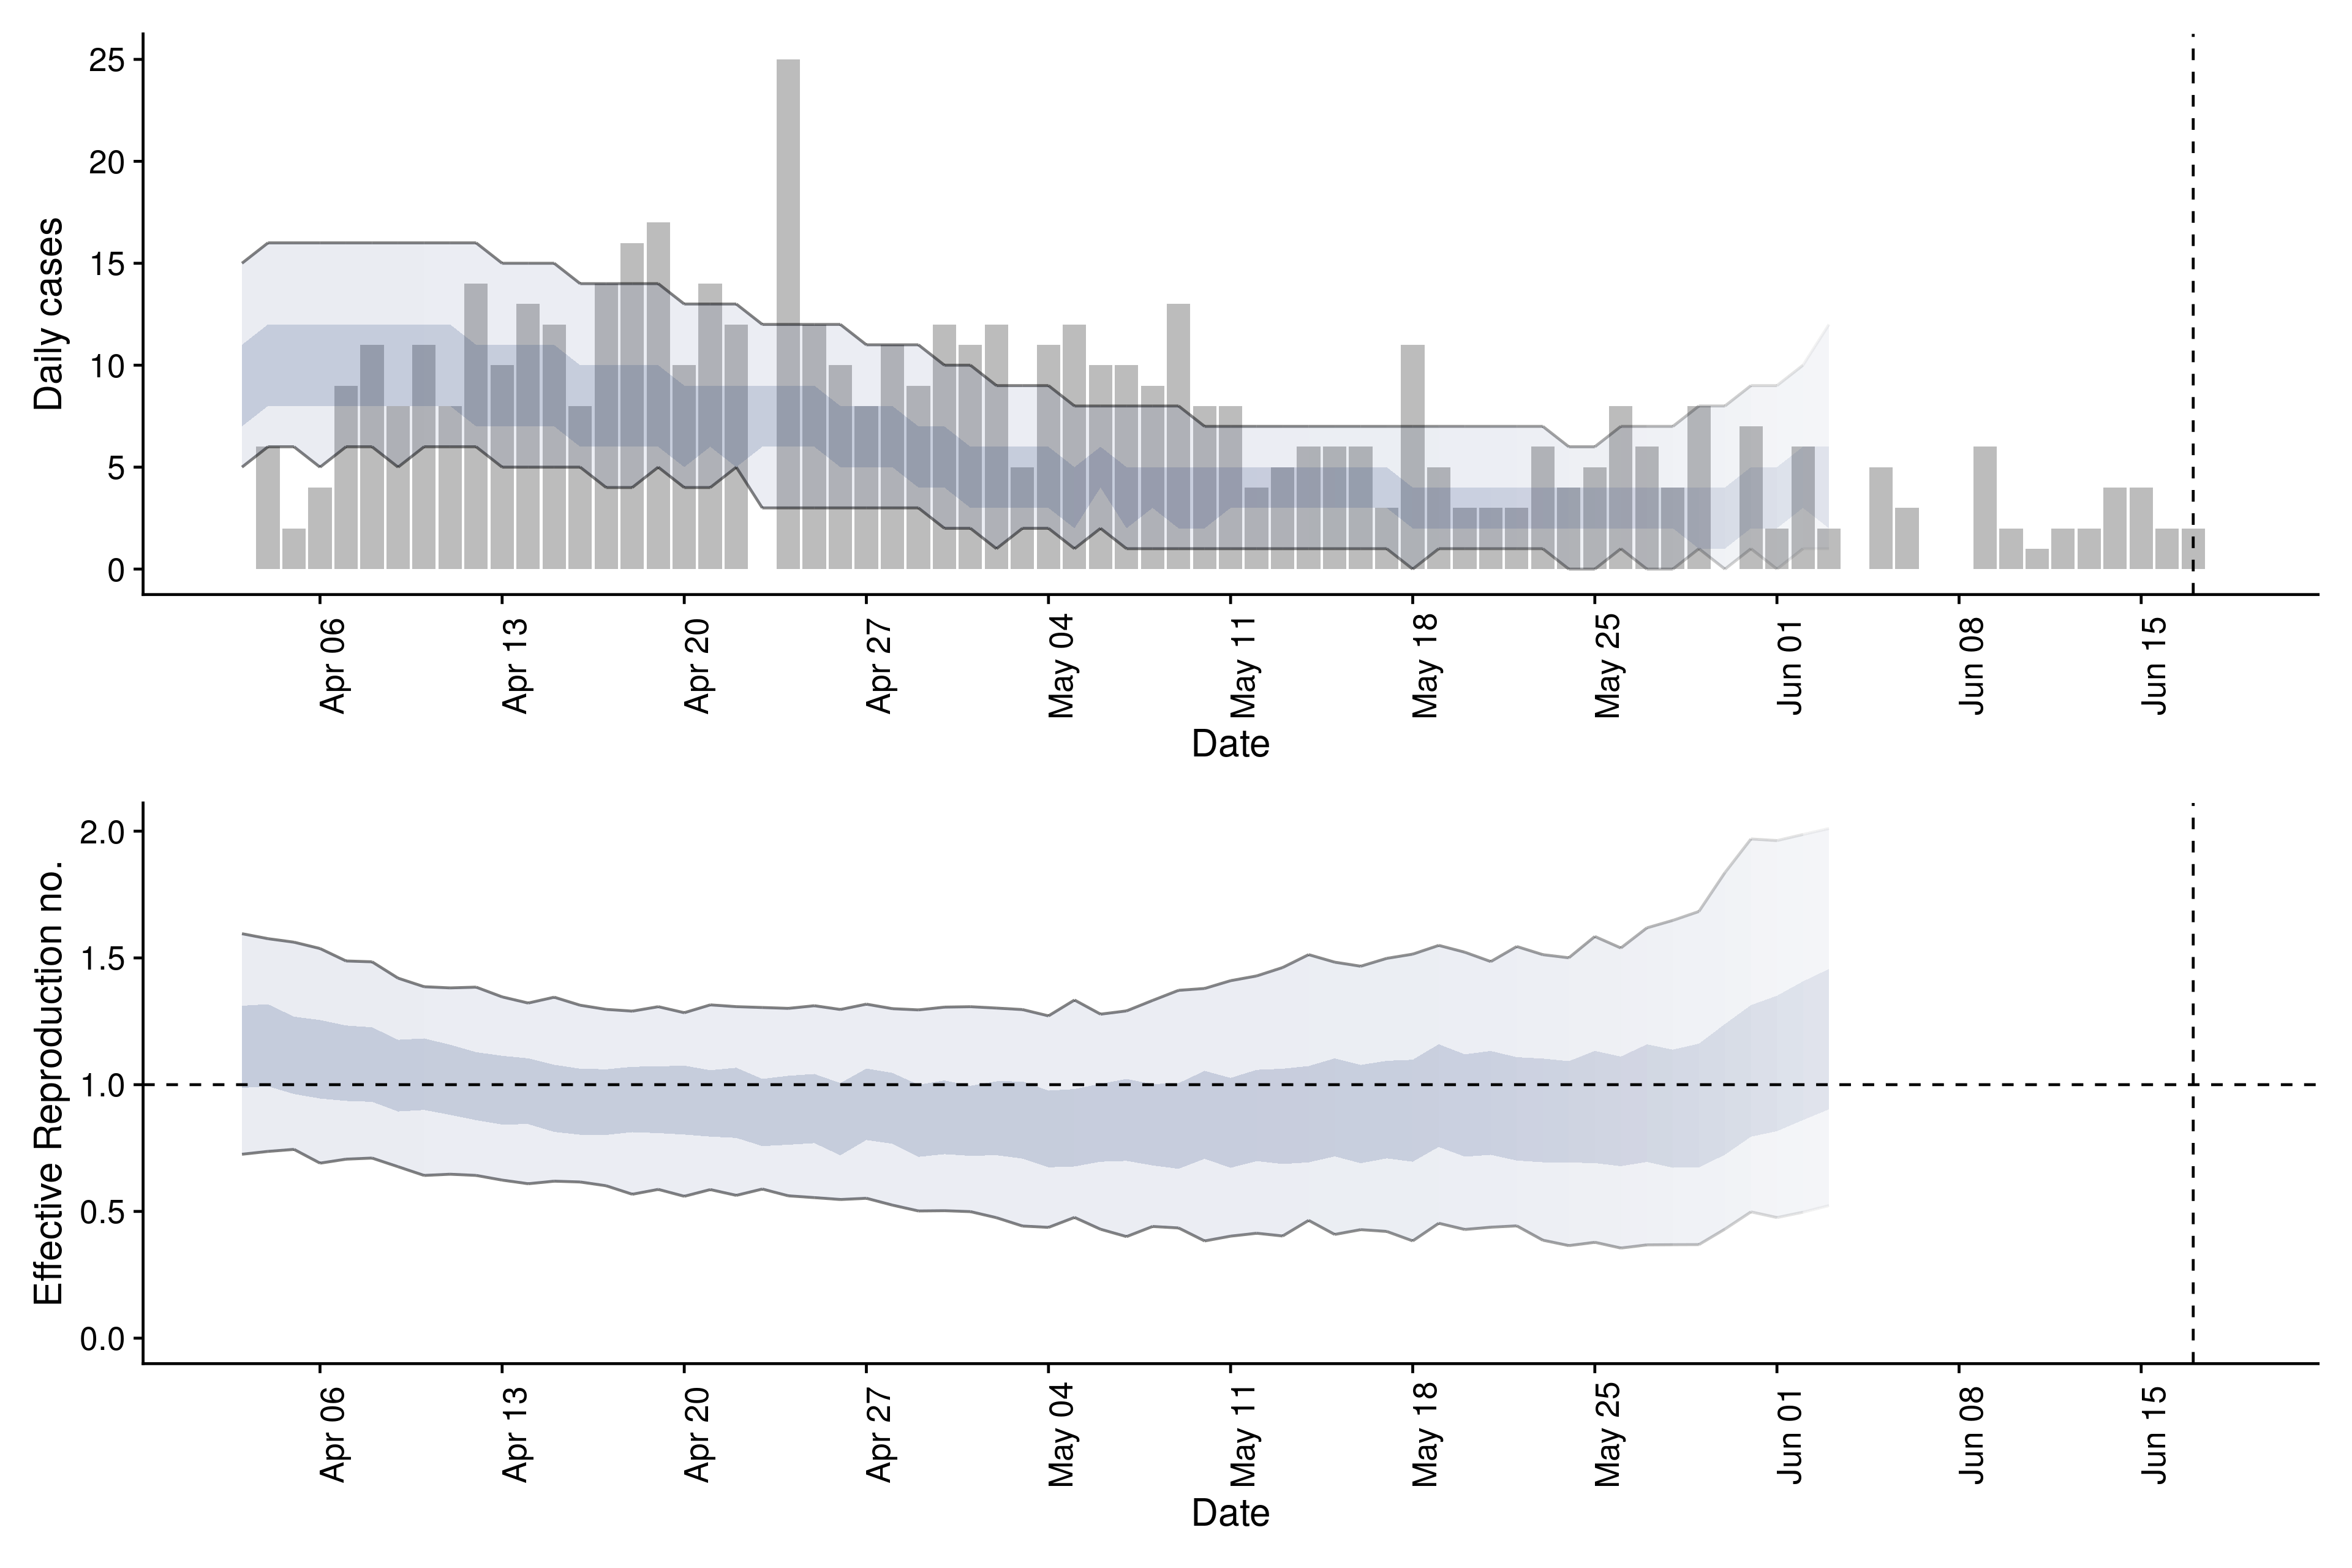 Daily cases
25
20
15
10
5
0
Apr 06
Apr 13
Apr 20
Apr 27
May 04
May 11
May 18
May 25
Jun 01
Jun 08
Jun 15
Date
Effective Reproduction no.
2.0
1.5
1.0
0.5
0.0
Apr 06
Apr 13
Apr 20
Apr 27
May 04
May 11
May 18
May 25
Jun 01
Jun 08
Jun 15
Date